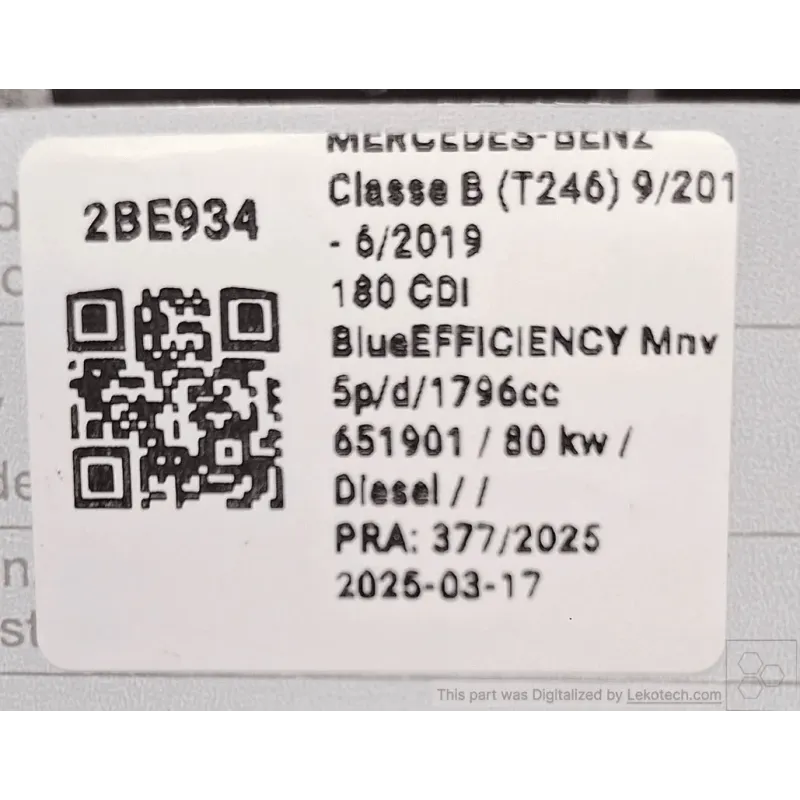 2BE934
MERCEDES-BENZ
Classe B (T246) 9/201
- 6/2019
180 CDI
BlueEFFICIENCY Mnv
5p/d/1796cc
651901 / 80 kw /
Diesel / /
PRA: 377/2025
2025-03-17
This part was Digitalized by Lekotech.com